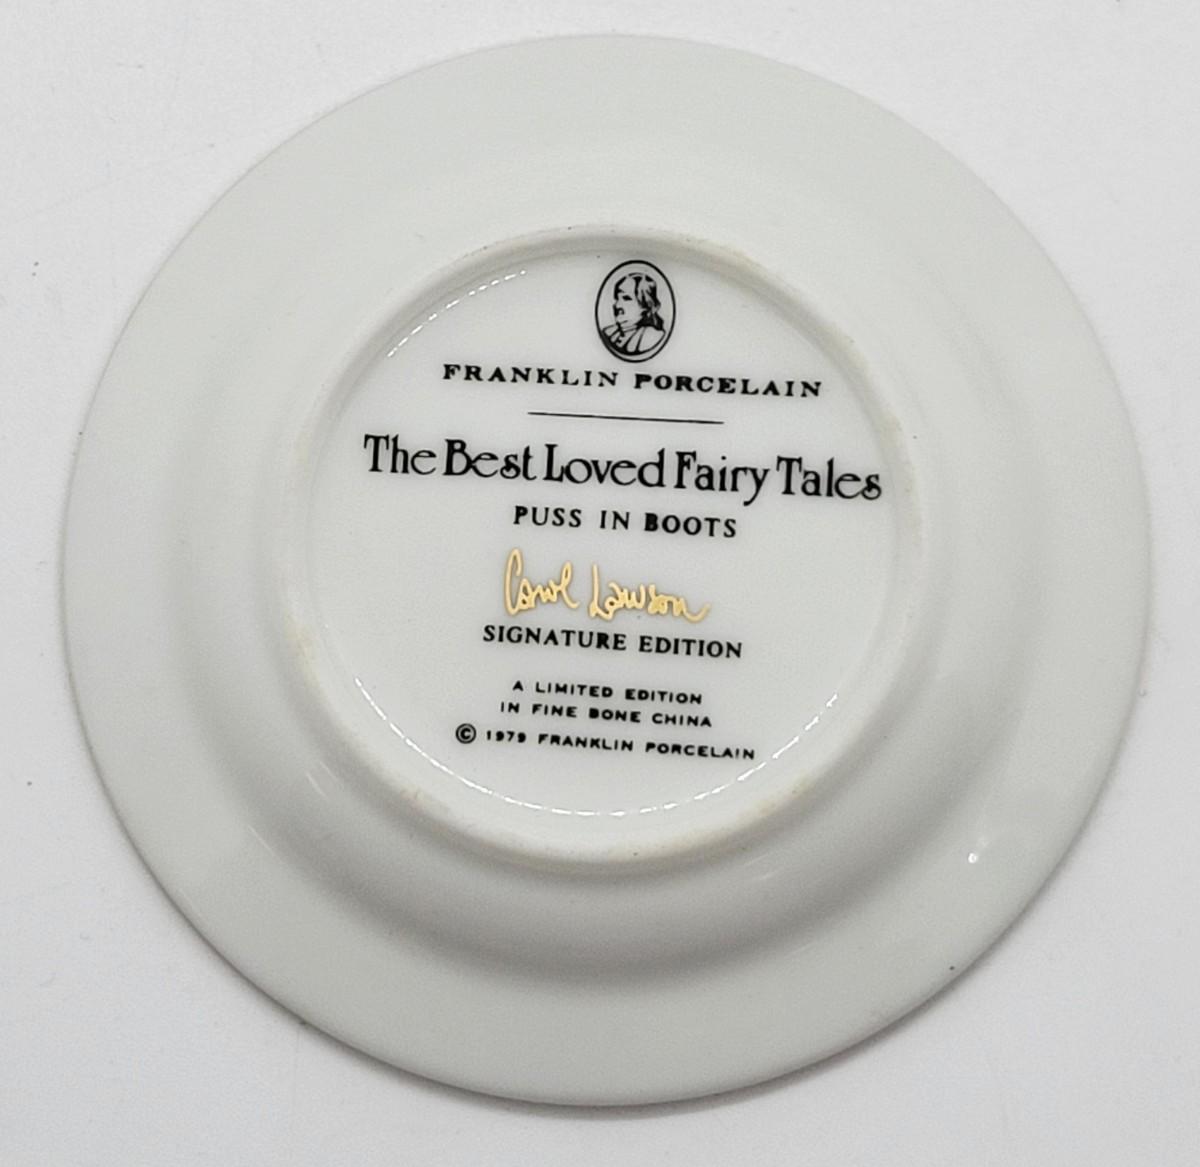 FRANKLIN PORCELAIN
The Best Loved Fairy Tales
PUSS IN BOOTS
Carol Lawson
SIGNATURE EDITION
A LIMITED EDITION
IN FINE BONE CHINA
© 1979 FRANKLIN PORCELAIN